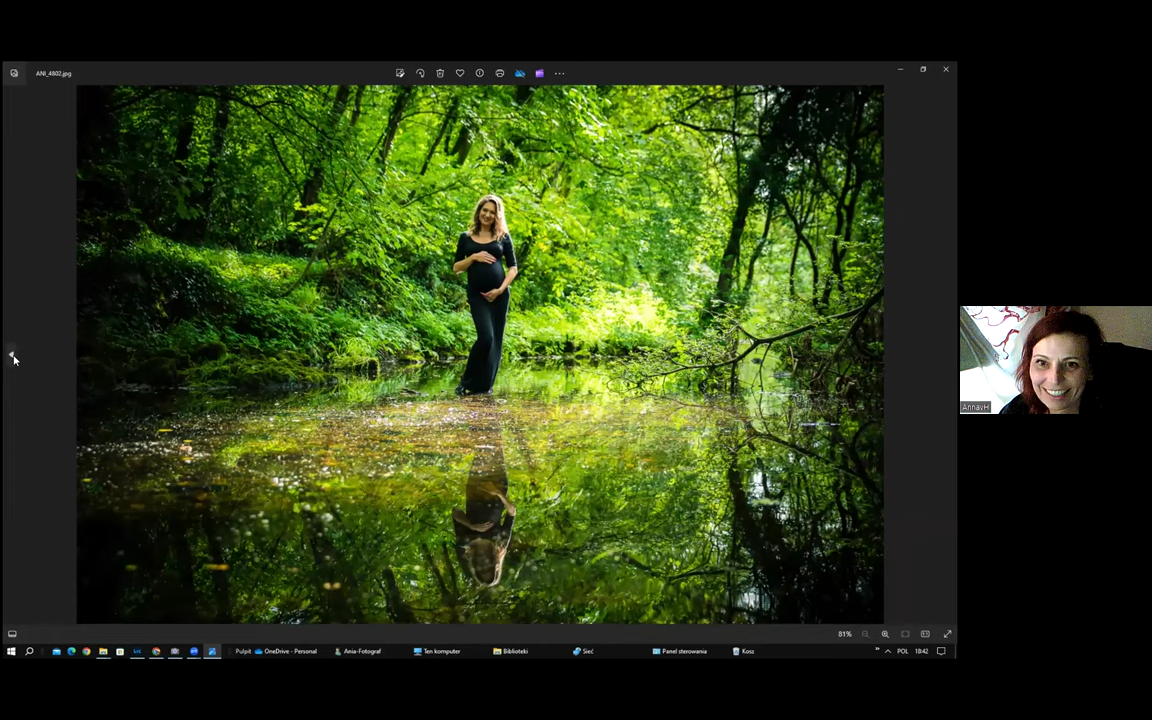 ANI_4802.jpg
AnnavH
81%
Pulpit
OneDrive - Personal
Ania-Fotograf
Ten komputer
Biblioteki
Sieć
Panel sterowania
Kosz
POL
18:42